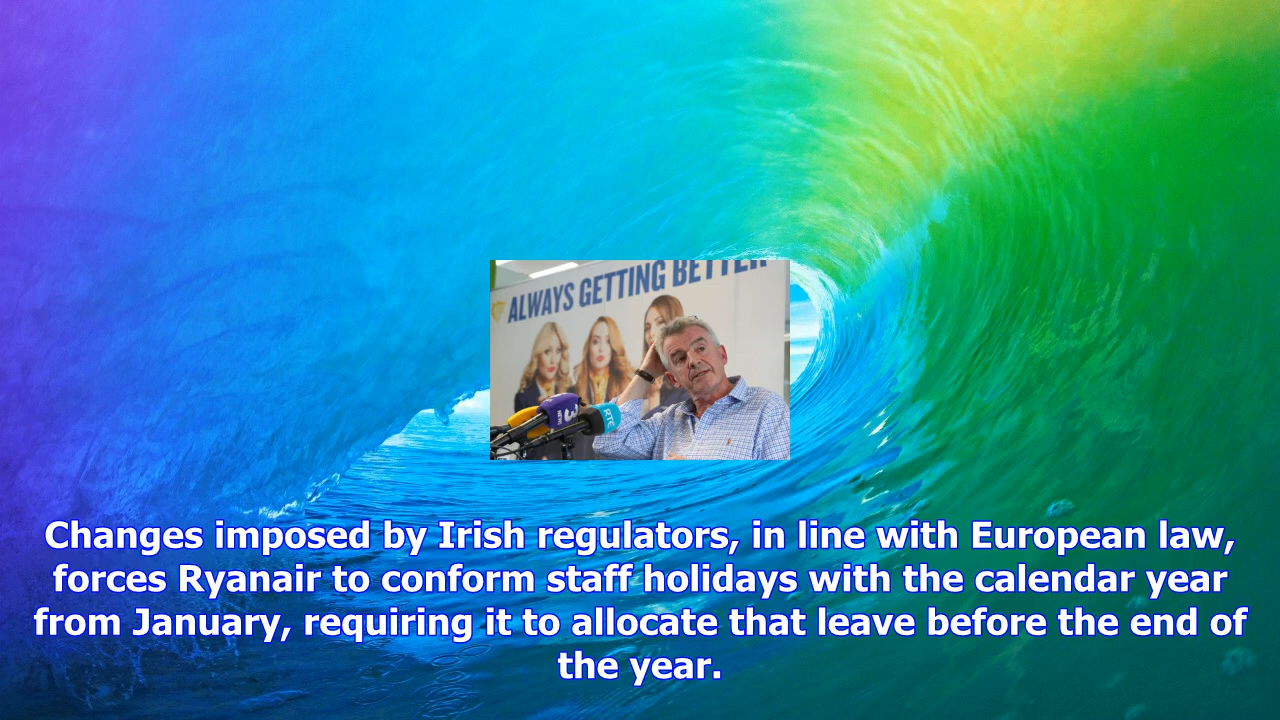 ALWAYS GETTING BETTER
RTÉ
Changes imposed by Irish regulators, in line with European law,
forces Ryanair to conform staff holidays with the calendar year
from January, requiring it to allocate that leave before the end of
the year.